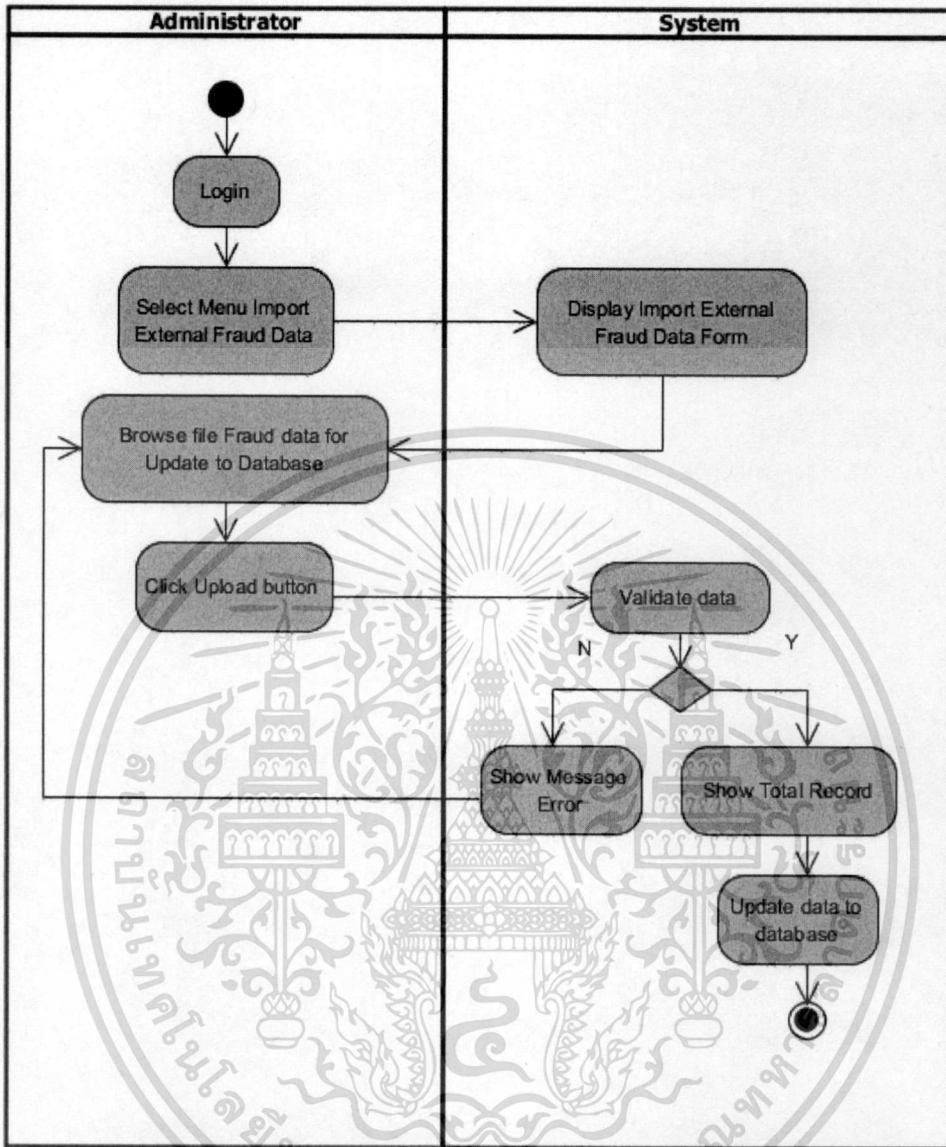 Administrator
System
Login
Select Menu Import
External Fraud Data
Display Import External
Fraud Data Form
Browse file Fraud data for
Update to Database
Click Upload button
Validate data
N
Y
Show Message
Error
Show Total Record
Update data to
database